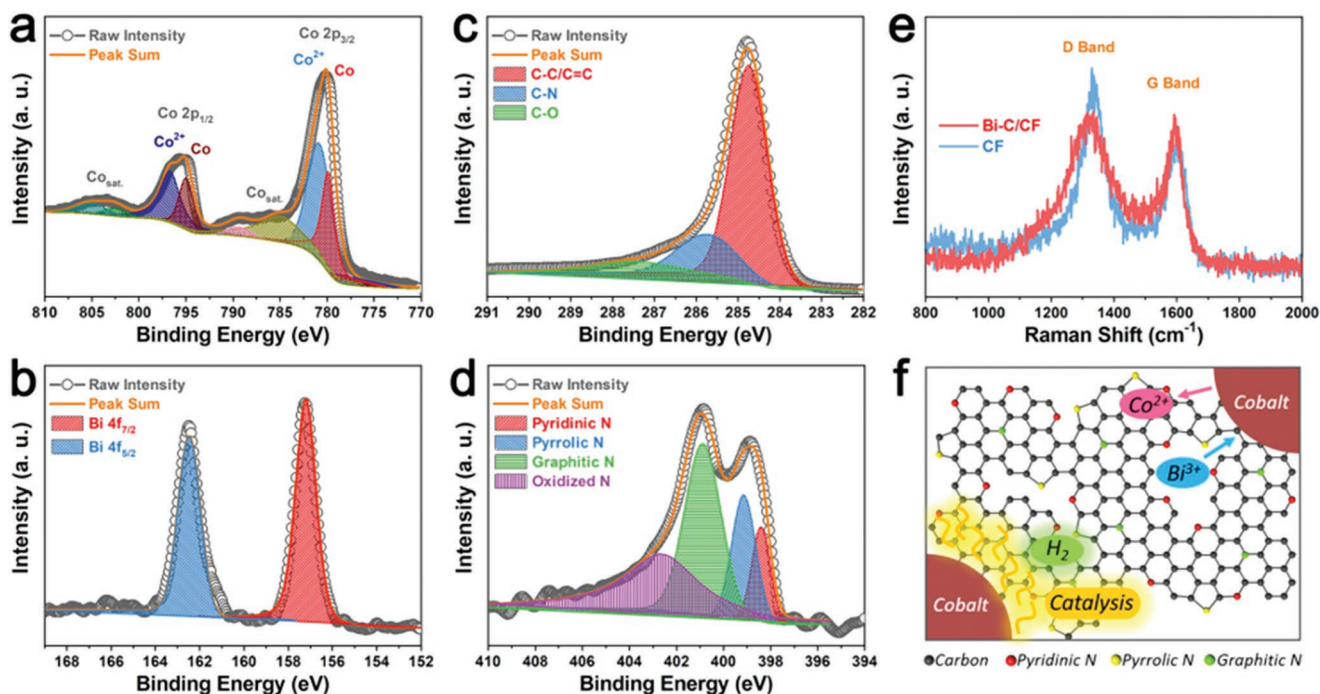 a
Raw Intensity
Peak Sum
Co 2p3/2
Co2+
Co
Co 2p1/2
Co2+
Co
Cosat.
Cosat.
Intensity (a. u.)
810 805 800 795 790 785 780 775 770
Binding Energy (eV)
c
Raw Intensity
Peak Sum
C-C/C=C
C-N
C-O
Intensity (a. u.)
291 290 289 288 287 286 285 284 283 282
Binding Energy (eV)
e
D Band
G Band
Bi-C/CF
CF
Intensity (a. u.)
800 1000 1200 1400 1600 1800 2000
Raman Shift (cm-1)
b
Raw Intensity
Peak Sum
Bi 4f7/2
Bi 4f5/2
Intensity (a. u.)
168 166 164 162 160 158 156 154 152
Binding Energy (eV)
d
Raw Intensity
Peak Sum
Pyridinic N
Pyrrolic N
Graphitic N
Oxidized N
Intensity (a. u.)
410 408 406 404 402 400 398 396 394
Binding Energy (eV)
f
Co2+
Cobalt
Bi3+
H2
Cobalt
Catalysis
Carbon Pyridinic N Pyrrolic N Graphitic N